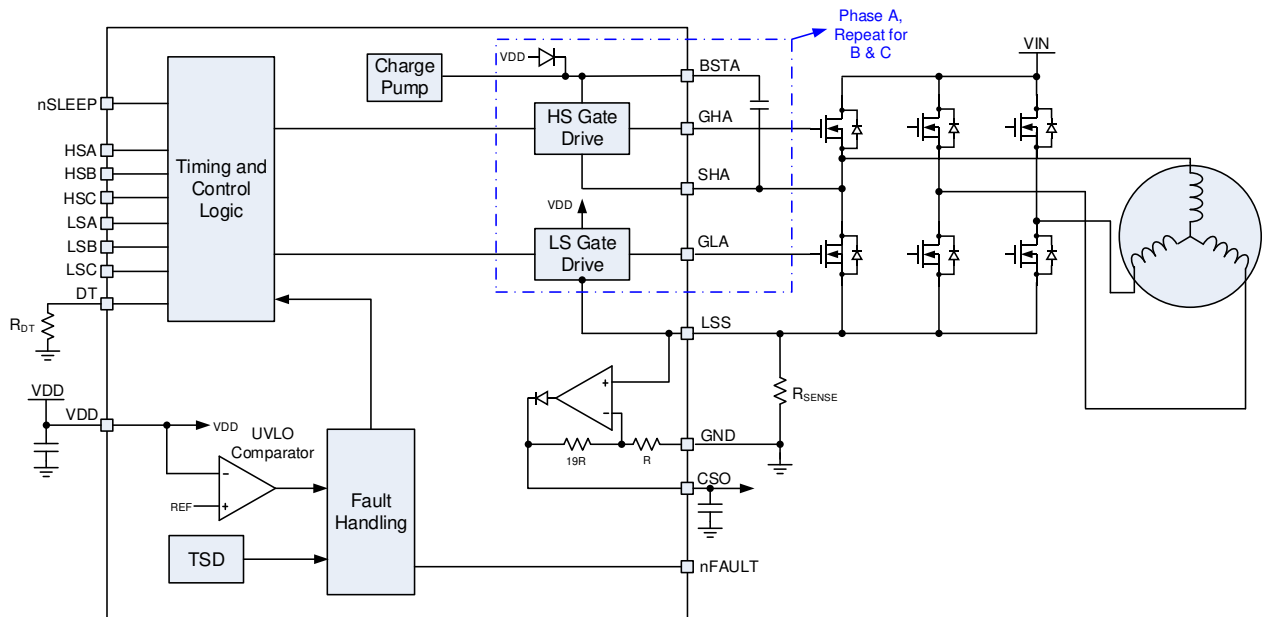 Phase A,
Repeat for
B & C
VIN
VDD
BSTA
Charge
Pump
nSLEEP
HS Gate
Drive
GHA
HSA
HSB
HSC
LSA
LSB
LSC
DT
Timing and
Control
Logic
SHA
VDD
LS Gate
Drive
GLA
RDT
LSS
+
-
RSENSE
VDD
VDD
VDD
UVLO
Comparator
19R
R
GND
CSO
-
REF
+
Fault
Handling
TSD
nFAULT